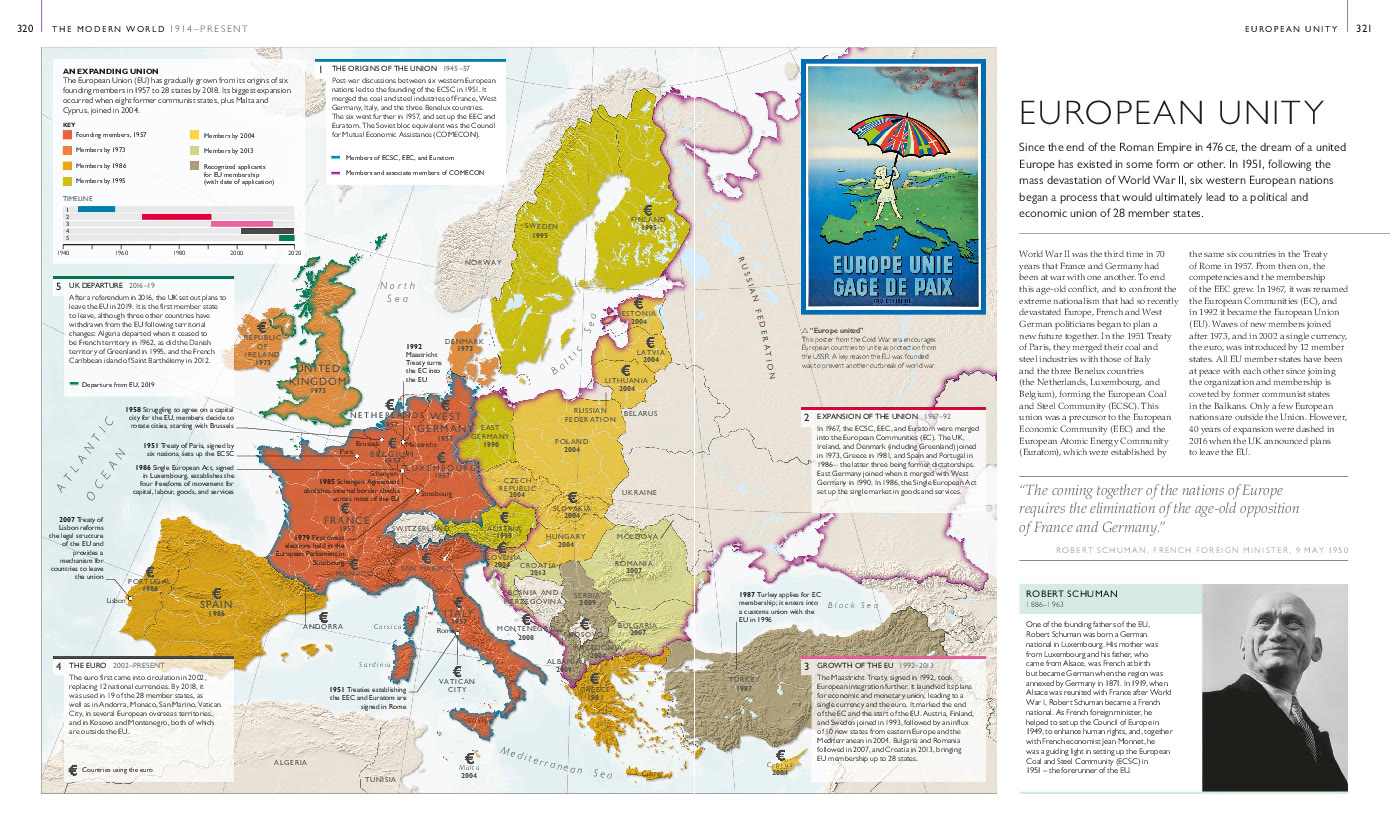 320 THE MODERN WORLD 1914–PRESENT
EUROPEAN UNITY 321
AN EXPANDING UNION
The European Union (EU) has gradually grown from its origins of six
founding members in 1957 to 28 states by 2018. Its biggest expansion
occurred when eight former communist states, plus Malta and
Cyprus, joined in 2004.
KEY
Founding members, 1957
Members by 1973
Members by 1986
Members by 1995
Members by 2004
Members by 2013
Recognized applicants
for EU membership
(with date of application)
TIMELINE
1
2
3
4
5
1940 1960 1980 2000 2020
1 THE ORIGINS OF THE UNION 1945–57
Post-war discussions between six western European
nations led to the founding of the ECSC in 1951. It
merged the coal and steel industries of France, West
Germany, Italy, and the three Benelux countries.
The six went further in 1957, and set up the EEC and
Euratom. The Soviet bloc equivalent was the Council
for Mutual Economic Assistance (COMECON).
Members of ECSC, EEC, and Euratom
Members and associate members of COMECON
5 UK DEPARTURE 2016–19
After a referendum in 2016, the UK set out plans to
leave the EU in 2019. It is the first member state
to leave, although three other countries have
withdrawn from the EU following territorial
changes: Algeria departed when it ceased to
be French territory in 1962, as did the Danish
territory of Greenland in 1995, and the French
Caribbean island of Saint Barthélemy in 2012.
Departure from EU, 2019
1958 Struggling to agree on a capital
city for the EU, members decide to
rotate cities, starting with Brussels
1951 Treaty of Paris, signed by
six nations, sets up the ECSC
1986 Single European Act, signed
in Luxembourg, establishes the
four freedoms of movement for
capital, labour, goods, and services
2007 Treaty of
Lisbon reforms
the legal structure
of the EU and
provides a
mechanism for
countries to leave
the union
1992
Maastricht
Treaty turns
the EC into
the EU
1985 Schengen Agreement
abolishes internal border checks
across most of the EU
1979 First direct
elections held in the
European Parliament in
Strasbourg
1951 Treaties establishing
the EEC and Euratom are
signed in Rome
1987 Turkey applies for EC
membership; it enters into
a customs union with the
EU in 1996
ATLANTIC
OCEAN
North
Sea
Baltic Sea
Black Sea
Mediterranean Sea
NORWAY
SWEDEN
1995
€
FINLAND
1995
RUSSIAN FEDERATION
€
ESTONIA
2004
€
LATVIA
2004
€
LITHUANIA
2004
RUSSIAN
FEDERATION
BELARUS
DENMARK
1973
€
REPUBLIC
OF
IRELAND
1973
UNITED
KINGDOM
1973
€
NETHERLANDS
1957
€
WEST
GERMANY
1957
EAST
GERMANY
1990
POLAND
2004
Brussels
Maastricht
Paris
€
BELGIUM
1957
€
LUXEMBOURG
1957
Schengen
Strasbourg
CZECH
REPUBLIC
2004
€
SLOVAKIA
2004
UKRAINE
€
FRANCE
1957
SWITZERLAND
€
AUSTRIA
1995
HUNGARY
2004
MOLDOVA
€
SLOVENIA
2004
CROATIA
2013
ROMANIA
2007
€
MONACO
€
SAN MARINO
BOSNIA AND
HERZEGOVINA
SERBIA
2009
€
PORTUGAL
1986
Lisbon
€
SPAIN
1986
€
ANDORRA
Corsica
Sardinia
€
ITALY
1957
Rome
€
MONTENEGRO
2008
€
KOSOVO
BULGARIA
2007
MACEDONIA
2004
ALBANIA
2009
€
VATICAN
CITY
€
GREECE
1981
TURKEY
1987
Sicily
Crete
€
Malta
2004
€
Cyprus
2004
ALGERIA
TUNISIA
4 THE EURO 2002–PRESENT
The euro first came into circulation in 2002,
replacing 12 national currencies. By 2018, it
was used in 19 of the 28 member states, as
well as in Andorra, Monaco, San Marino, Vatican
City, in several European overseas territories,
and in Kosovo and Montenegro, both of which
are outside the EU.
€ Countries using the euro
EUROPE UNIE
GAGE DE PAIX
△ "Europe united"
This poster from the Cold War era encourages
European countries to unite as protection from
the USSR. A key reason the EU was founded
was to prevent another outbreak of world war.
2 EXPANSION OF THE UNION 1967–92
In 1967, the ECSC, EEC, and Euratom were merged
into the European Communities (EC). The UK,
Ireland, and Denmark (including Greenland) joined
in 1973, Greece in 1981, and Spain and Portugal in
1986 – the latter three being former dictatorships.
East Germany joined when it merged with West
Germany in 1990. In 1986, the Single European Act
set up the single market in goods and services.
3 GROWTH OF THE EU 1992–2013
The Maastricht Treaty, signed in 1992, took
European integration further. It launched its plans
for economic and monetary union, leading to a
single currency and the euro. It marked the end
of the EC and the start of the EU. Austria, Finland,
and Sweden joined in 1993, followed by an influx
of 10 new states from eastern Europe and the
Mediterranean in 2004. Bulgaria and Romania
followed in 2007, and Croatia in 2013, bringing
EU membership up to 28 states.
EUROPEAN UNITY
Since the end of the Roman Empire in 476 CE, the dream of a united
Europe has existed in some form or other. In 1951, following the
mass devastation of World War II, six western European nations
began a process that would ultimately lead to a political and
economic union of 28 member states.
World War II was the third time in 70
years that France and Germany had
been at war with one another. To end
this age-old conflict, and to confront the
extreme nationalism that had so recently
devastated Europe, French and West
German politicians began to plan a
new future together. In the 1951 Treaty
of Paris, they merged their coal and
steel industries with those of Italy
and the three Benelux countries
(the Netherlands, Luxembourg, and
Belgium), forming the European Coal
and Steel Community (ECSC). This
union was a precursor to the European
Economic Community (EEC) and the
European Atomic Energy Community
(Euratom), which were established by
the same six countries in the Treaty
of Rome in 1957. From then on, the
competencies and the membership
of the EEC grew. In 1967, it was renamed
the European Communities (EC), and
in 1992 it became the European Union
(EU). Waves of new members joined
after 1973, and in 2002 a single currency,
the euro, was introduced by 12 member
states. All EU member states have been
at peace with each other since joining
the organization and membership is
coveted by former communist states
in the Balkans. Only a few European
nations are outside the Union. However,
40 years of expansion were dashed in
2016 when the UK announced plans
to leave the EU.
"The coming together of the nations of Europe
requires the elimination of the age-old opposition
of France and Germany."
ROBERT SCHUMAN, FRENCH FOREIGN MINISTER, 9 MAY 1950
ROBERT SCHUMAN
1886–1963
One of the founding fathers of the EU,
Robert Schuman was born a German
national in Luxembourg. His mother was
from Luxembourg and his father, who
came from Alsace, was French at birth
but became German when the region was
annexed by Germany in 1871. In 1919, when
Alsace was reunited with France after World
War I, Robert Schuman became a French
national. As French foreign minister, he
helped to set up the Council of Europe in
1949, to enhance human rights, and, together
with French economist Jean Monnet, he
was a guiding light in setting up the European
Coal and Steel Community (ECSC) in
1951 – the forerunner of the EU.